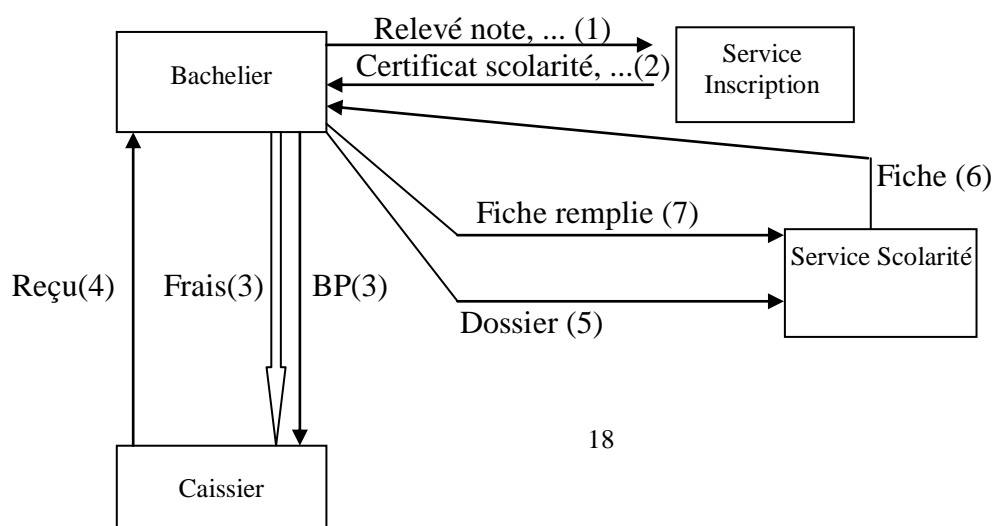 Relevé note, ... (1)
Certificat scolarité, ...(2)
Bachelier
Service
Inscription
Fiche (6)
Fiche remplie (7)
Service Scolarité
Reçu(4)
Frais(3)
BP(3)
Dossier (5)
18
Caissier